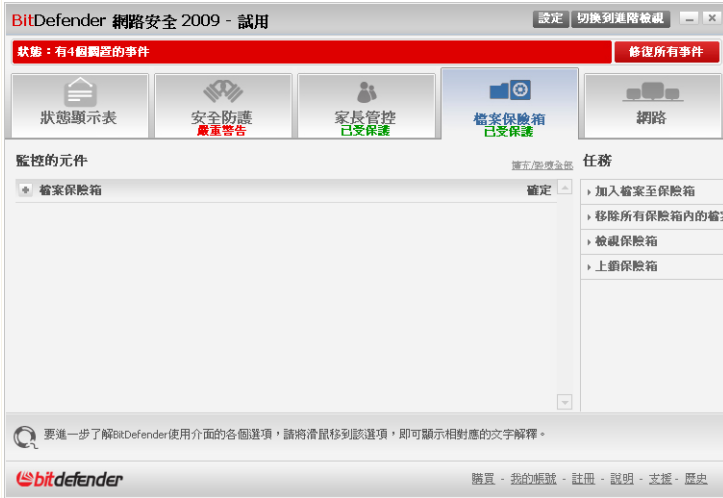 BitDefender 網路安全 2009 - 試用
設定
切換到進階檢視
狀態：有4個擱置的事件
修復所有事件
狀態顯示表
安全防護
嚴重警告
家長管控
已受保護
檔案保險箱
已受保護
網路
監控的元件
擴充/影響全部
任務
檔案保險箱
確定
加入檔案至保險箱
移除所有保險箱內的檔
檢視保險箱
上鎖保險箱
要進一步了解BitDefender使用介面的各個選項，請將滑鼠移到該選項，即可顯示相對應的文字解釋。
bitdefender
購買 - 我的帳號 - 註冊 - 說明 - 支援 - 歷史